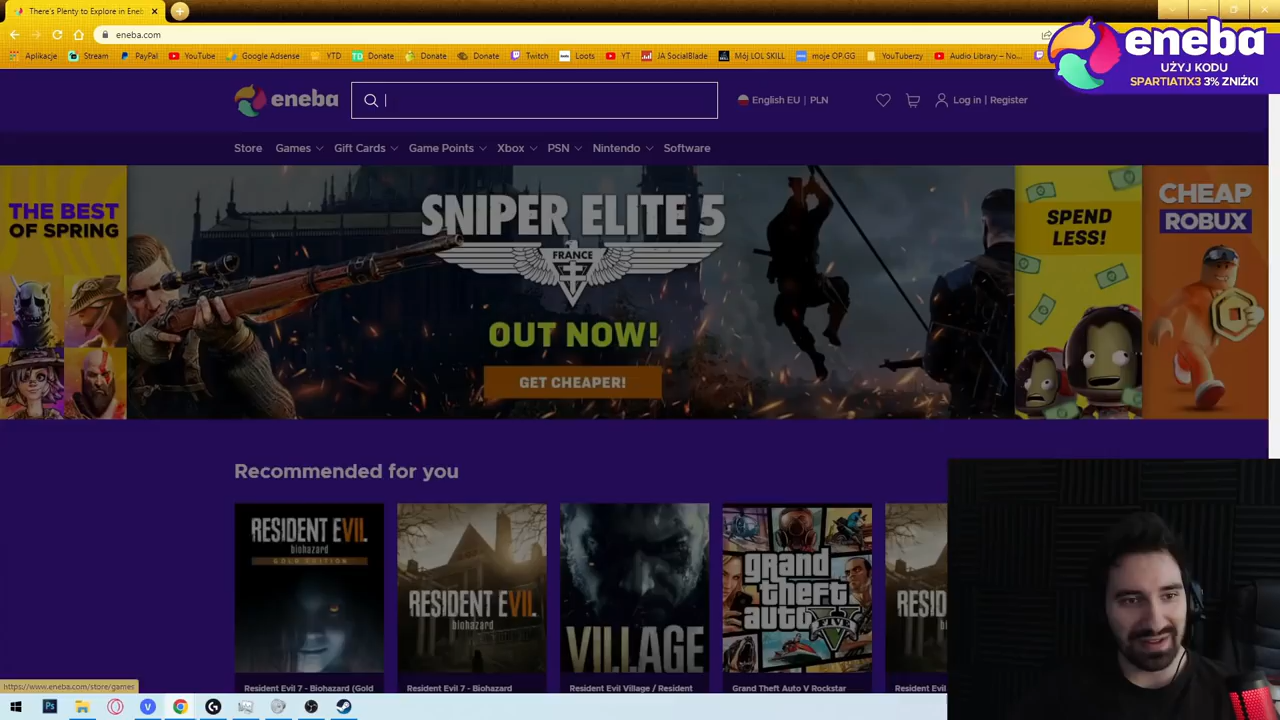 There's Plenty to Explore in Eneb
eneba.com
Aplikacje
Stream
PayPal
YouTube
Google Adsense
YTD
Donate
Donate
Donate
Twitch
Loots
YT
JA SocialBlade
Mój LOL SKILL
moje OP.GG
YouTuberzy
Audio Library – No...
eneba
UŻYJ KODU
SPARTIATIX3 3% ZNIŻKI
eneba
English EU | PLN
Log in | Register
Store
Games
Gift Cards
Game Points
Xbox
PSN
Nintendo
Software
THE BEST
OF SPRING
SNIPER ELITE 5
FRANCE
OUT NOW!
GET CHEAPER!
SPEND
LESS!
CHEAP
ROBUX
Recommended for you
RESIDENT EVIL
biohazard
GOLD EDITION
RESIDENT EVIL
biohazard
VILLAGE
grand
theft
auto
FIVE
RESID
Resident Evil 7 - Biohazard (Gold
Resident Evil 7 - Biohazard
Resident Evil Village / Resident
Grand Theft Auto V Rockstar
Resident Evil
https://www.eneba.com/store/games